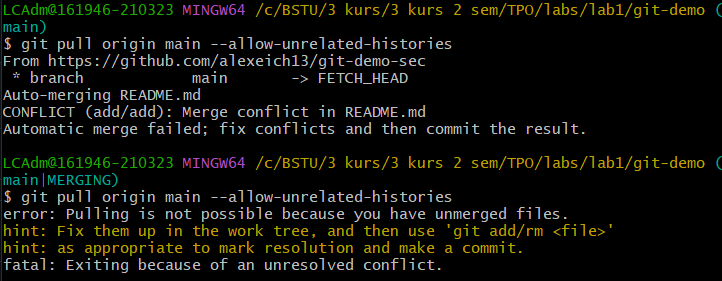 LCAdm@161946-210323 MINGW64 /c/BSTU/3 kurs/3 kurs 2 sem/TPO/labs/lab1/git-demo (
main)
$ git pull origin main --allow-unrelated-histories
From https://github.com/alexeich13/git-demo-sec
 * branch            main       -> FETCH_HEAD
Auto-merging README.md
CONFLICT (add/add): Merge conflict in README.md
Automatic merge failed; fix conflicts and then commit the result.

LCAdm@161946-210323 MINGW64 /c/BSTU/3 kurs/3 kurs 2 sem/TPO/labs/lab1/git-demo (
main|MERGING)
$ git pull origin main --allow-unrelated-histories
error: Pulling is not possible because you have unmerged files.
hint: Fix them up in the work tree, and then use 'git add/rm <file>'
hint: as appropriate to mark resolution and make a commit.
fatal: Exiting because of an unresolved conflict.